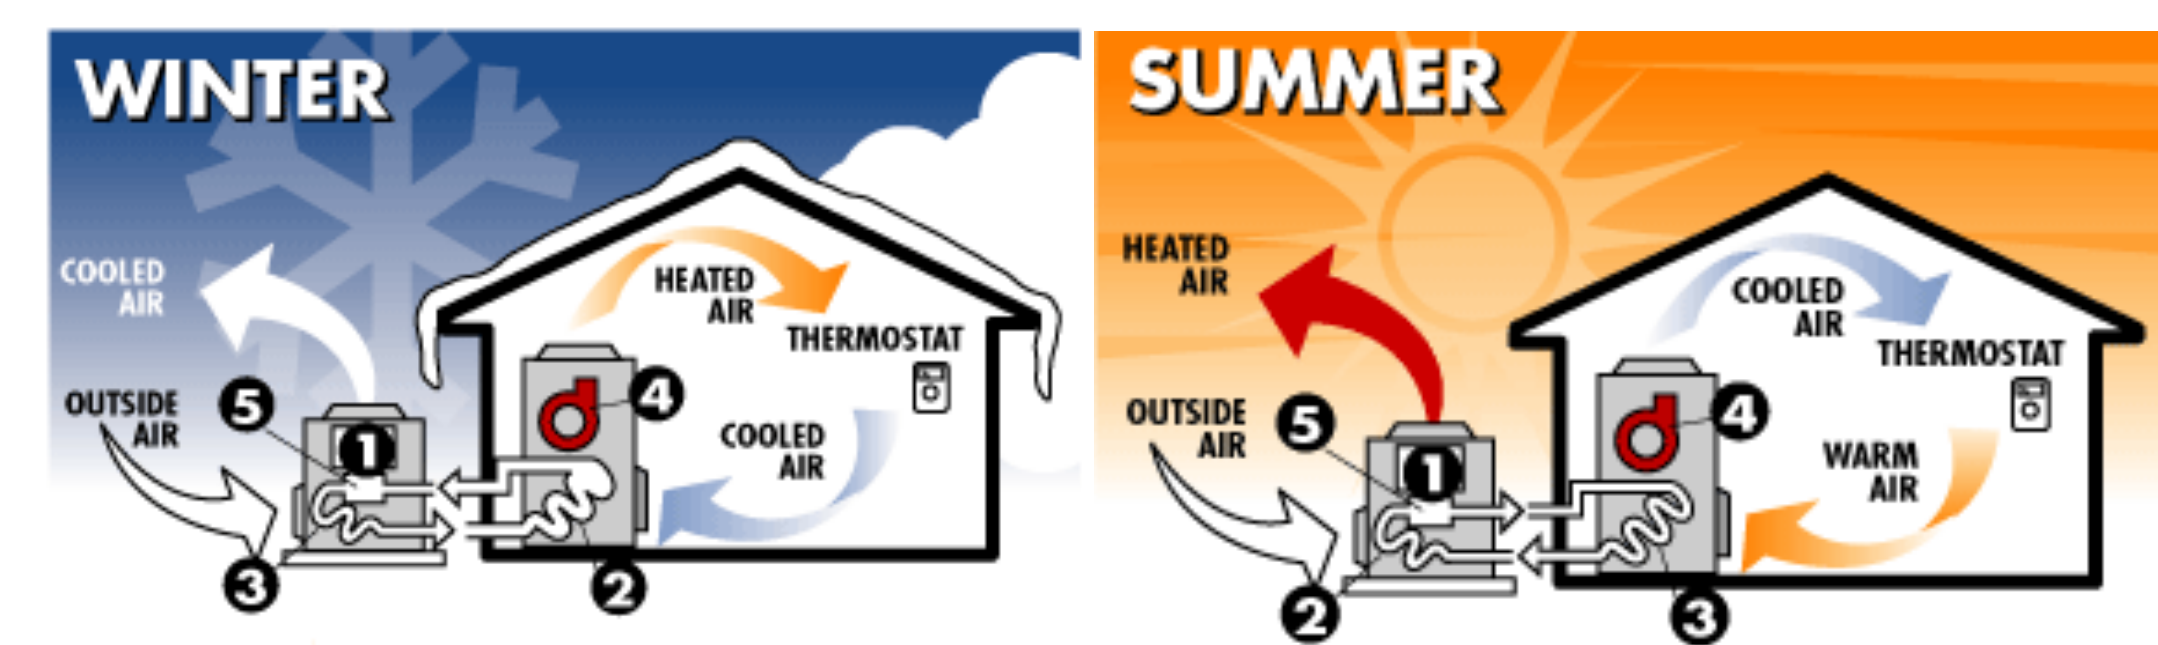 WINTER
COOLED
AIR
OUTSIDE
AIR
5
1
3
HEATED
AIR
THERMOSTAT
4
COOLED
AIR
2
SUMMER
HEATED
AIR
OUTSIDE
AIR
5
1
2
COOLED
AIR
THERMOSTAT
4
WARM
AIR
3